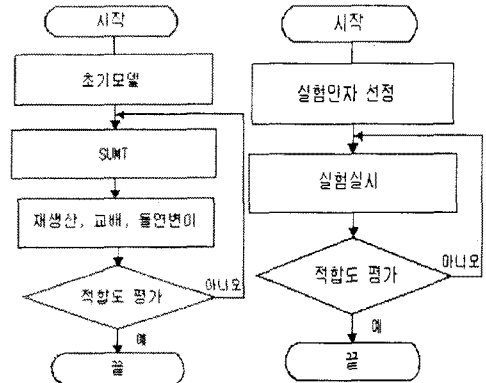 시작
초기모델
SUMT
재생산, 교배, 돌연변이
적합도 평가
아니오
예
끝
시작
실험인자 선정
실험실시
적합도 평가
아니오
예
끝